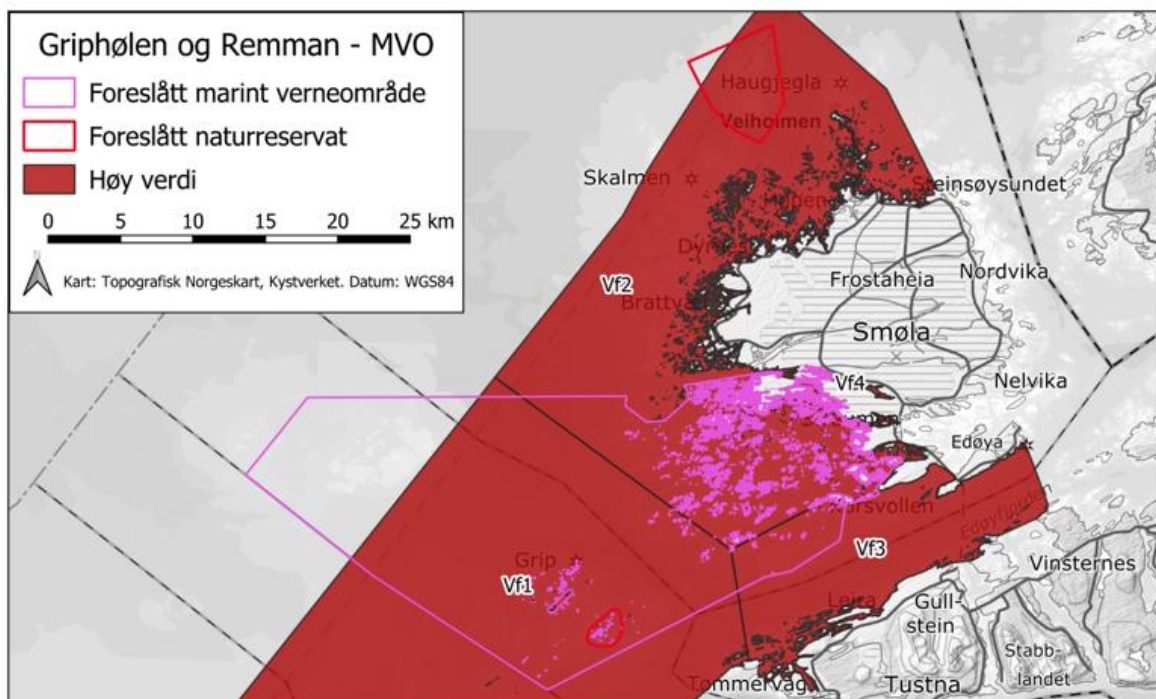 Griphølen og Remman - MVO
Foreslått marint verneområde
Foreslått naturreservat
Høy verdi
0 5 10 15 20 25 km
N
Kart: Topografisk Norgeskart, Kystverket. Datum: WGS84
Haugjegla
Veiholmen
Skalmen
Steinsøysundet
Vf2
Frostaheia
Nordvika
Smøla
Vf4
Nelvika
Edøya
Edøyfjorden
Vf3
Grip
Vf1
Vinsternes
Leira
Gull-
stein
Stabb-
landet
Tustna